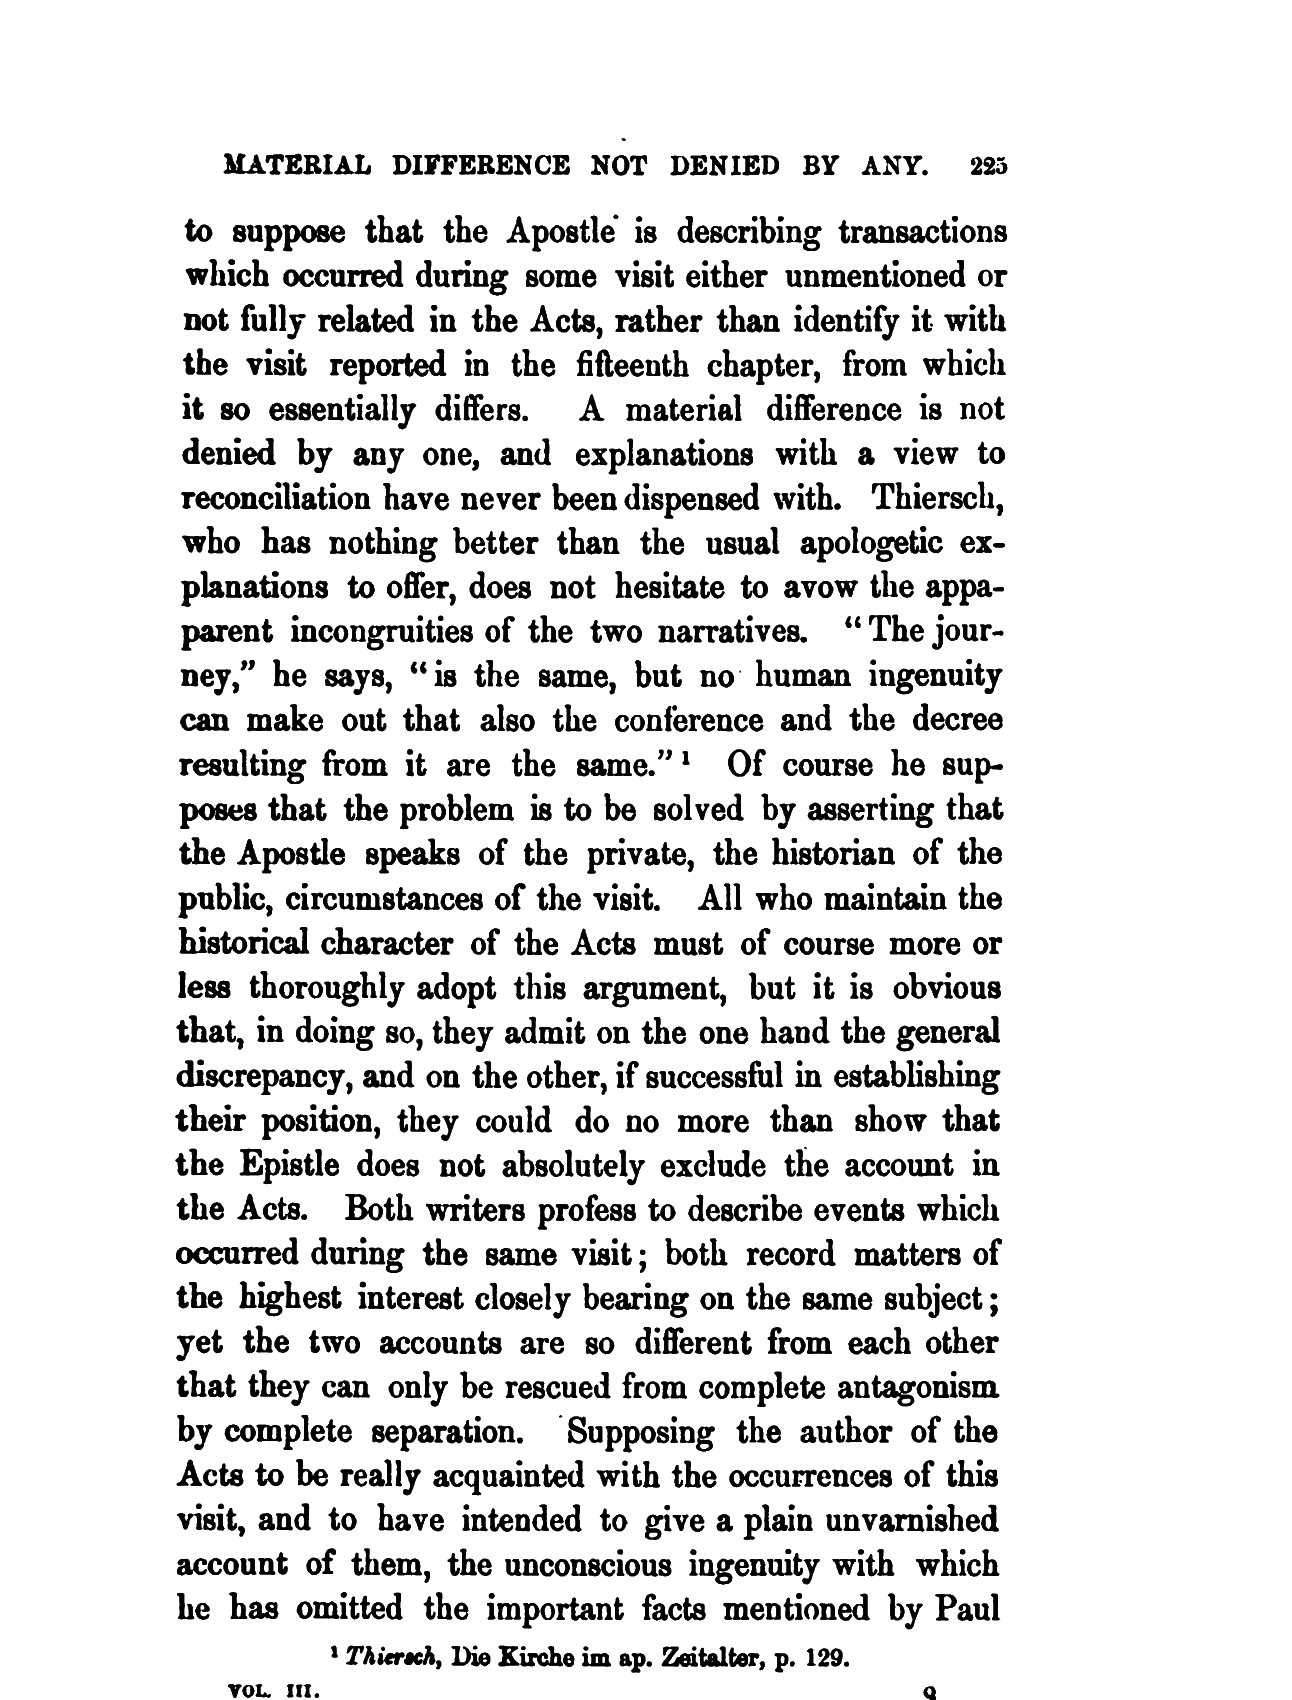 MATERIAL DIFFERENCE NOT DENIED BY ANY. 225
to suppose that the Apostle is describing transactions
which occurred during some visit either unmentioned or
not fully related in the Acts, rather than identify it with
the visit reported in the fifteenth chapter, from which
it so essentially differs. A material difference is not
denied by any one, and explanations with a view to
reconciliation have never been dispensed with. Thiersch,
who has nothing better than the usual apologetic ex-
planations to offer, does not hesitate to avow the appa-
parent incongruities of the two narratives. “The jour-
ney,” he says, “is the same, but no human ingenuity
can make out that also the conference and the decree
resulting from it are the same.” ¹ Of course he sup-
poses that the problem is to be solved by asserting that
the Apostle speaks of the private, the historian of the
public, circumstances of the visit. All who maintain the
historical character of the Acts must of course more or
less thoroughly adopt this argument, but it is obvious
that, in doing so, they admit on the one hand the general
discrepancy, and on the other, if successful in establishing
their position, they could do no more than show that
the Epistle does not absolutely exclude the account in
the Acts. Both writers profess to describe events which
occurred during the same visit; both record matters of
the highest interest closely bearing on the same subject;
yet the two accounts are so different from each other
that they can only be rescued from complete antagonism
by complete separation. Supposing the author of the
Acts to be really acquainted with the occurrences of this
visit, and to have intended to give a plain unvarnished
account of them, the unconscious ingenuity with which
he has omitted the important facts mentioned by Paul
¹ Thiersch, Die Kirche im ap. Zeitalter, p. 129.
VOL. III.